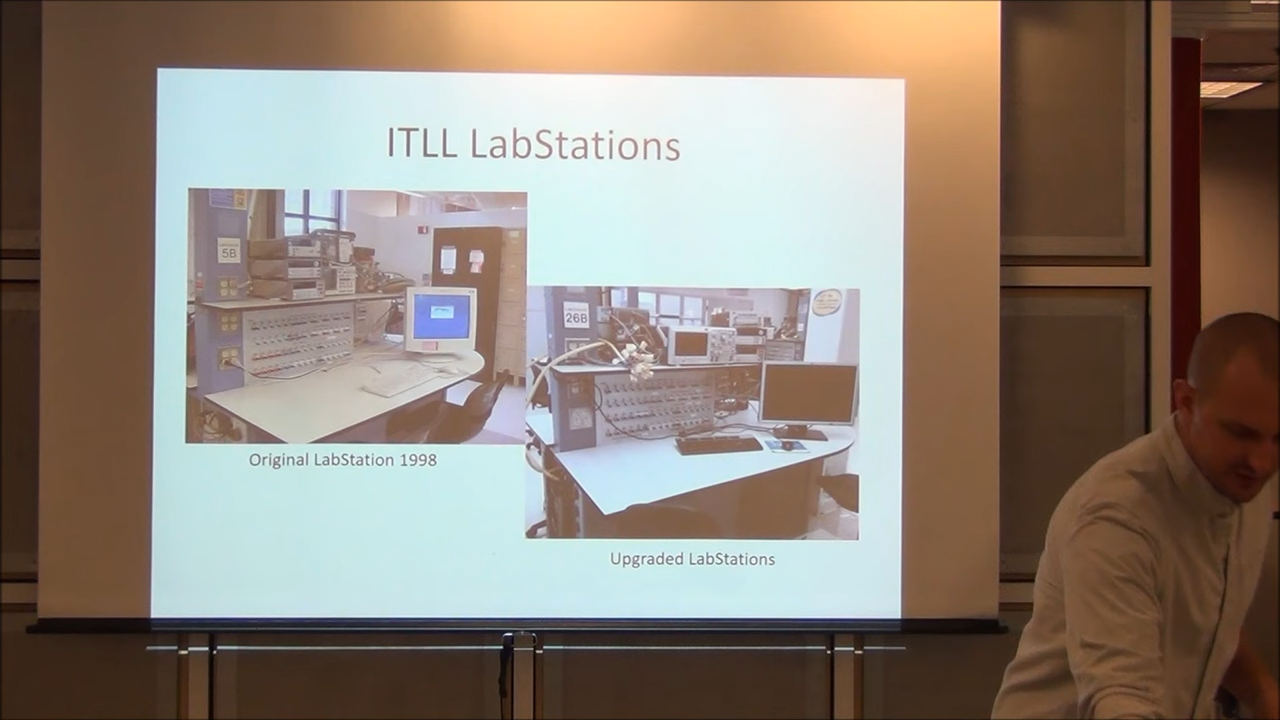 ITLL LabStations
5B
26B
Original LabStation 1998
Upgraded LabStations